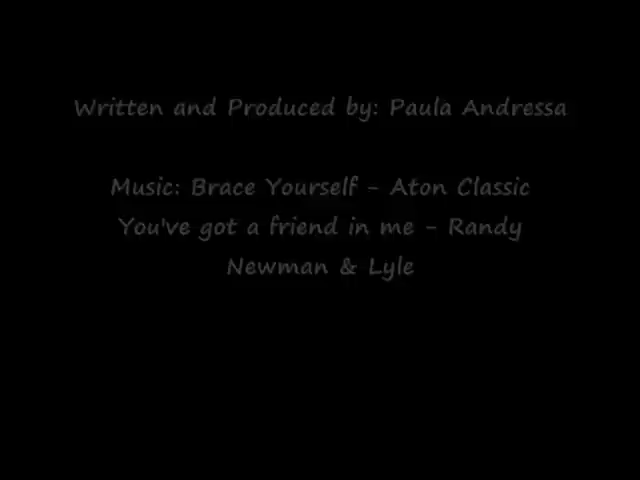 Written and Produced by: Paula Andressa
Music: Brace Yourself - Aton Classic
You've got a friend in me - Randy
Newman & Lyle